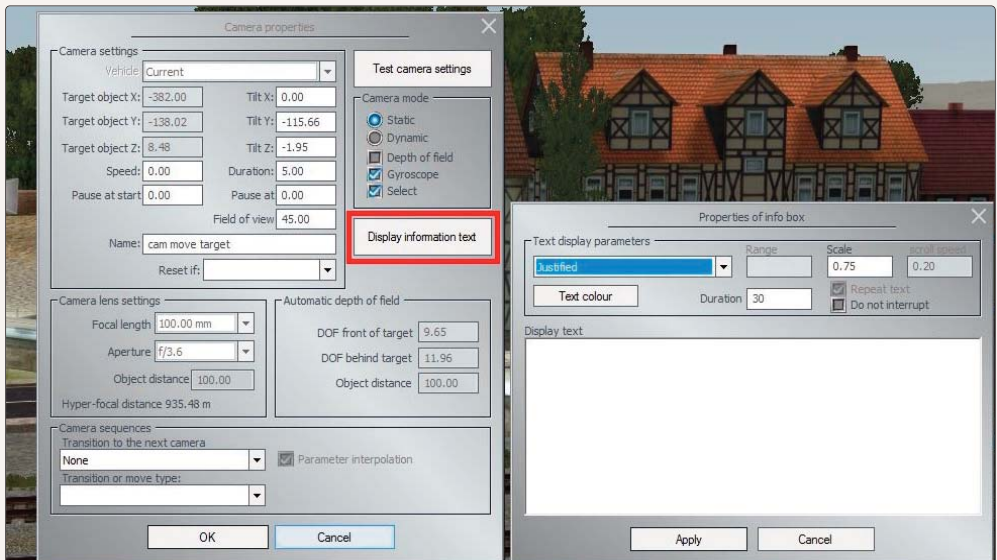 Camera properties
Camera settings
Vehicle Current
Target object X: -382.00 Tilt X: 0.00
Target object Y: -138.02 Tilt Y: -115.66
Target object Z: 8.48 Tilt Z: -1.95
Speed: 0.00 Duration: 5.00
Pause at start 0.00 Pause at 0.00
Field of view 45.00
Name: cam move target
Reset if:
Test camera settings
Camera mode
Static
Dynamic
Depth of field
Gyroscope
Select
Display information text
Camera lens settings
Focal length 100.00 mm
Aperture f/3.6
Object distance 100.00
Hyper-focal distance 935.48 m
Automatic depth of field
DOF front of target 9.65
DOF behind target 11.96
Object distance 100.00
Camera sequences
Transition to the next camera
None
Parameter interpolation
Transition or move type:
OK Cancel
Properties of info box
Text display parameters
Range Scale scroll speed
Justified 0.75 0.20
Text colour Duration 30
Repeat text
Do not interrupt
Display text
Apply Cancel